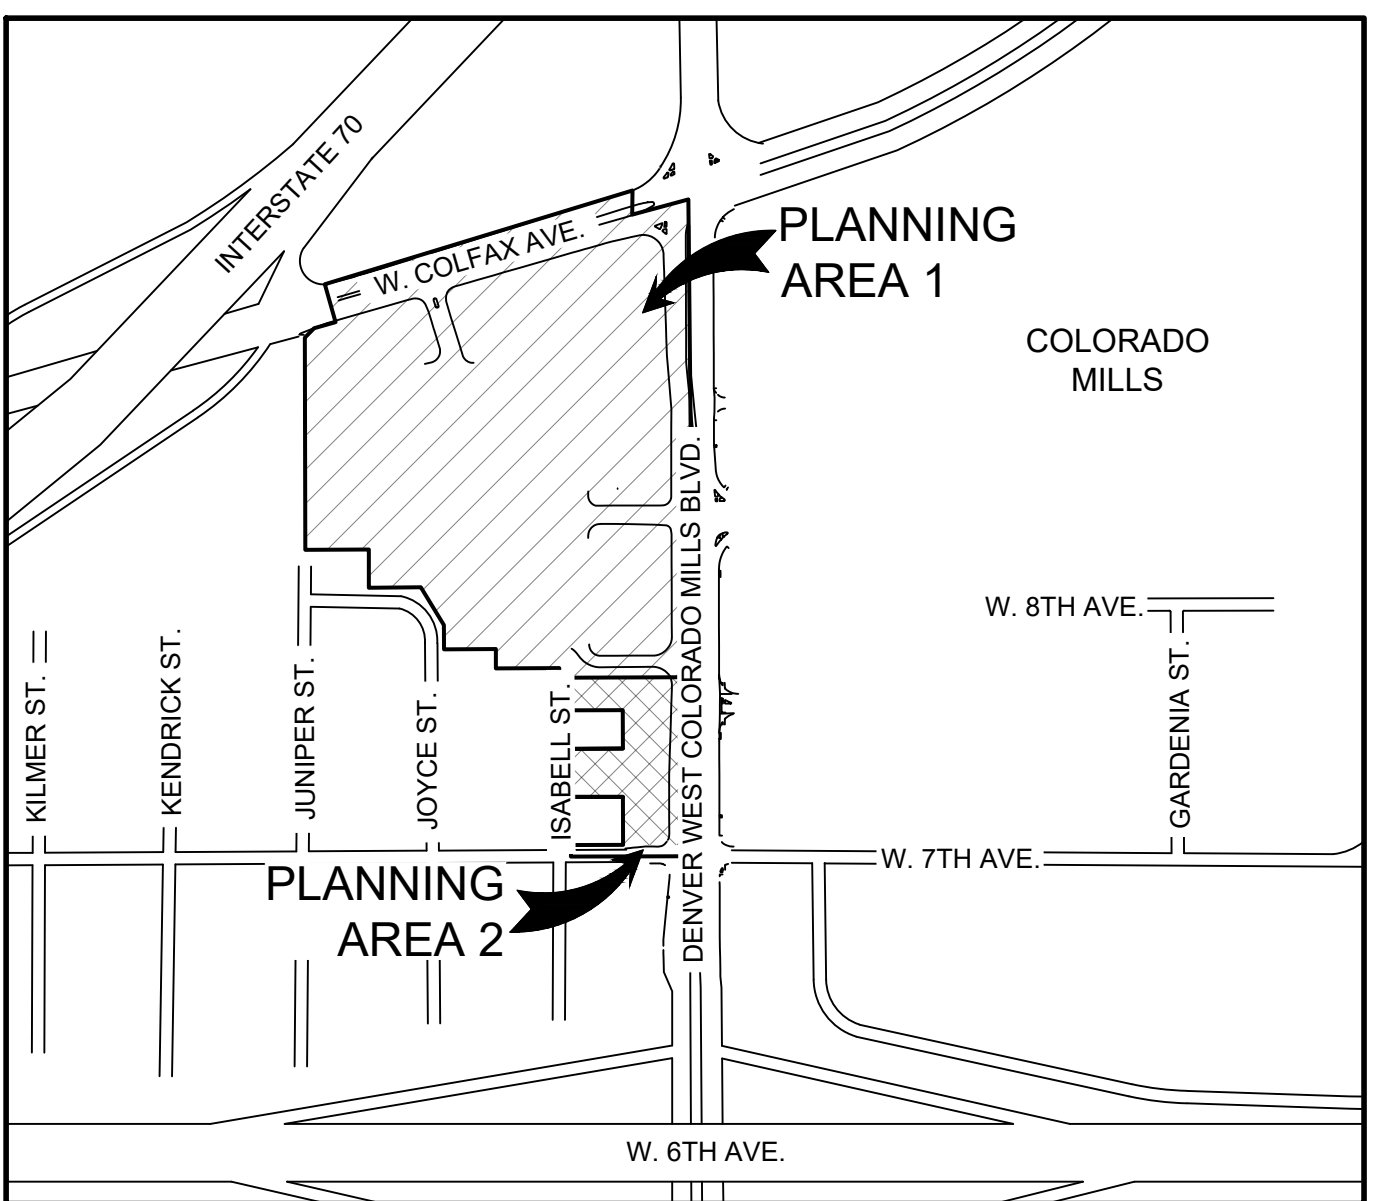 INTERSTATE 70
W. COLFAX AVE.
PLANNING
AREA 1
COLORADO
MILLS
DENVER WEST COLORADO MILLS BLVD.
W. 8TH AVE.
GARDENIA ST.
KILMER ST.
KENDRICK ST.
JUNIPER ST.
JOYCE ST.
ISABELL ST.
W. 7TH AVE.
PLANNING
AREA 2
W. 6TH AVE.